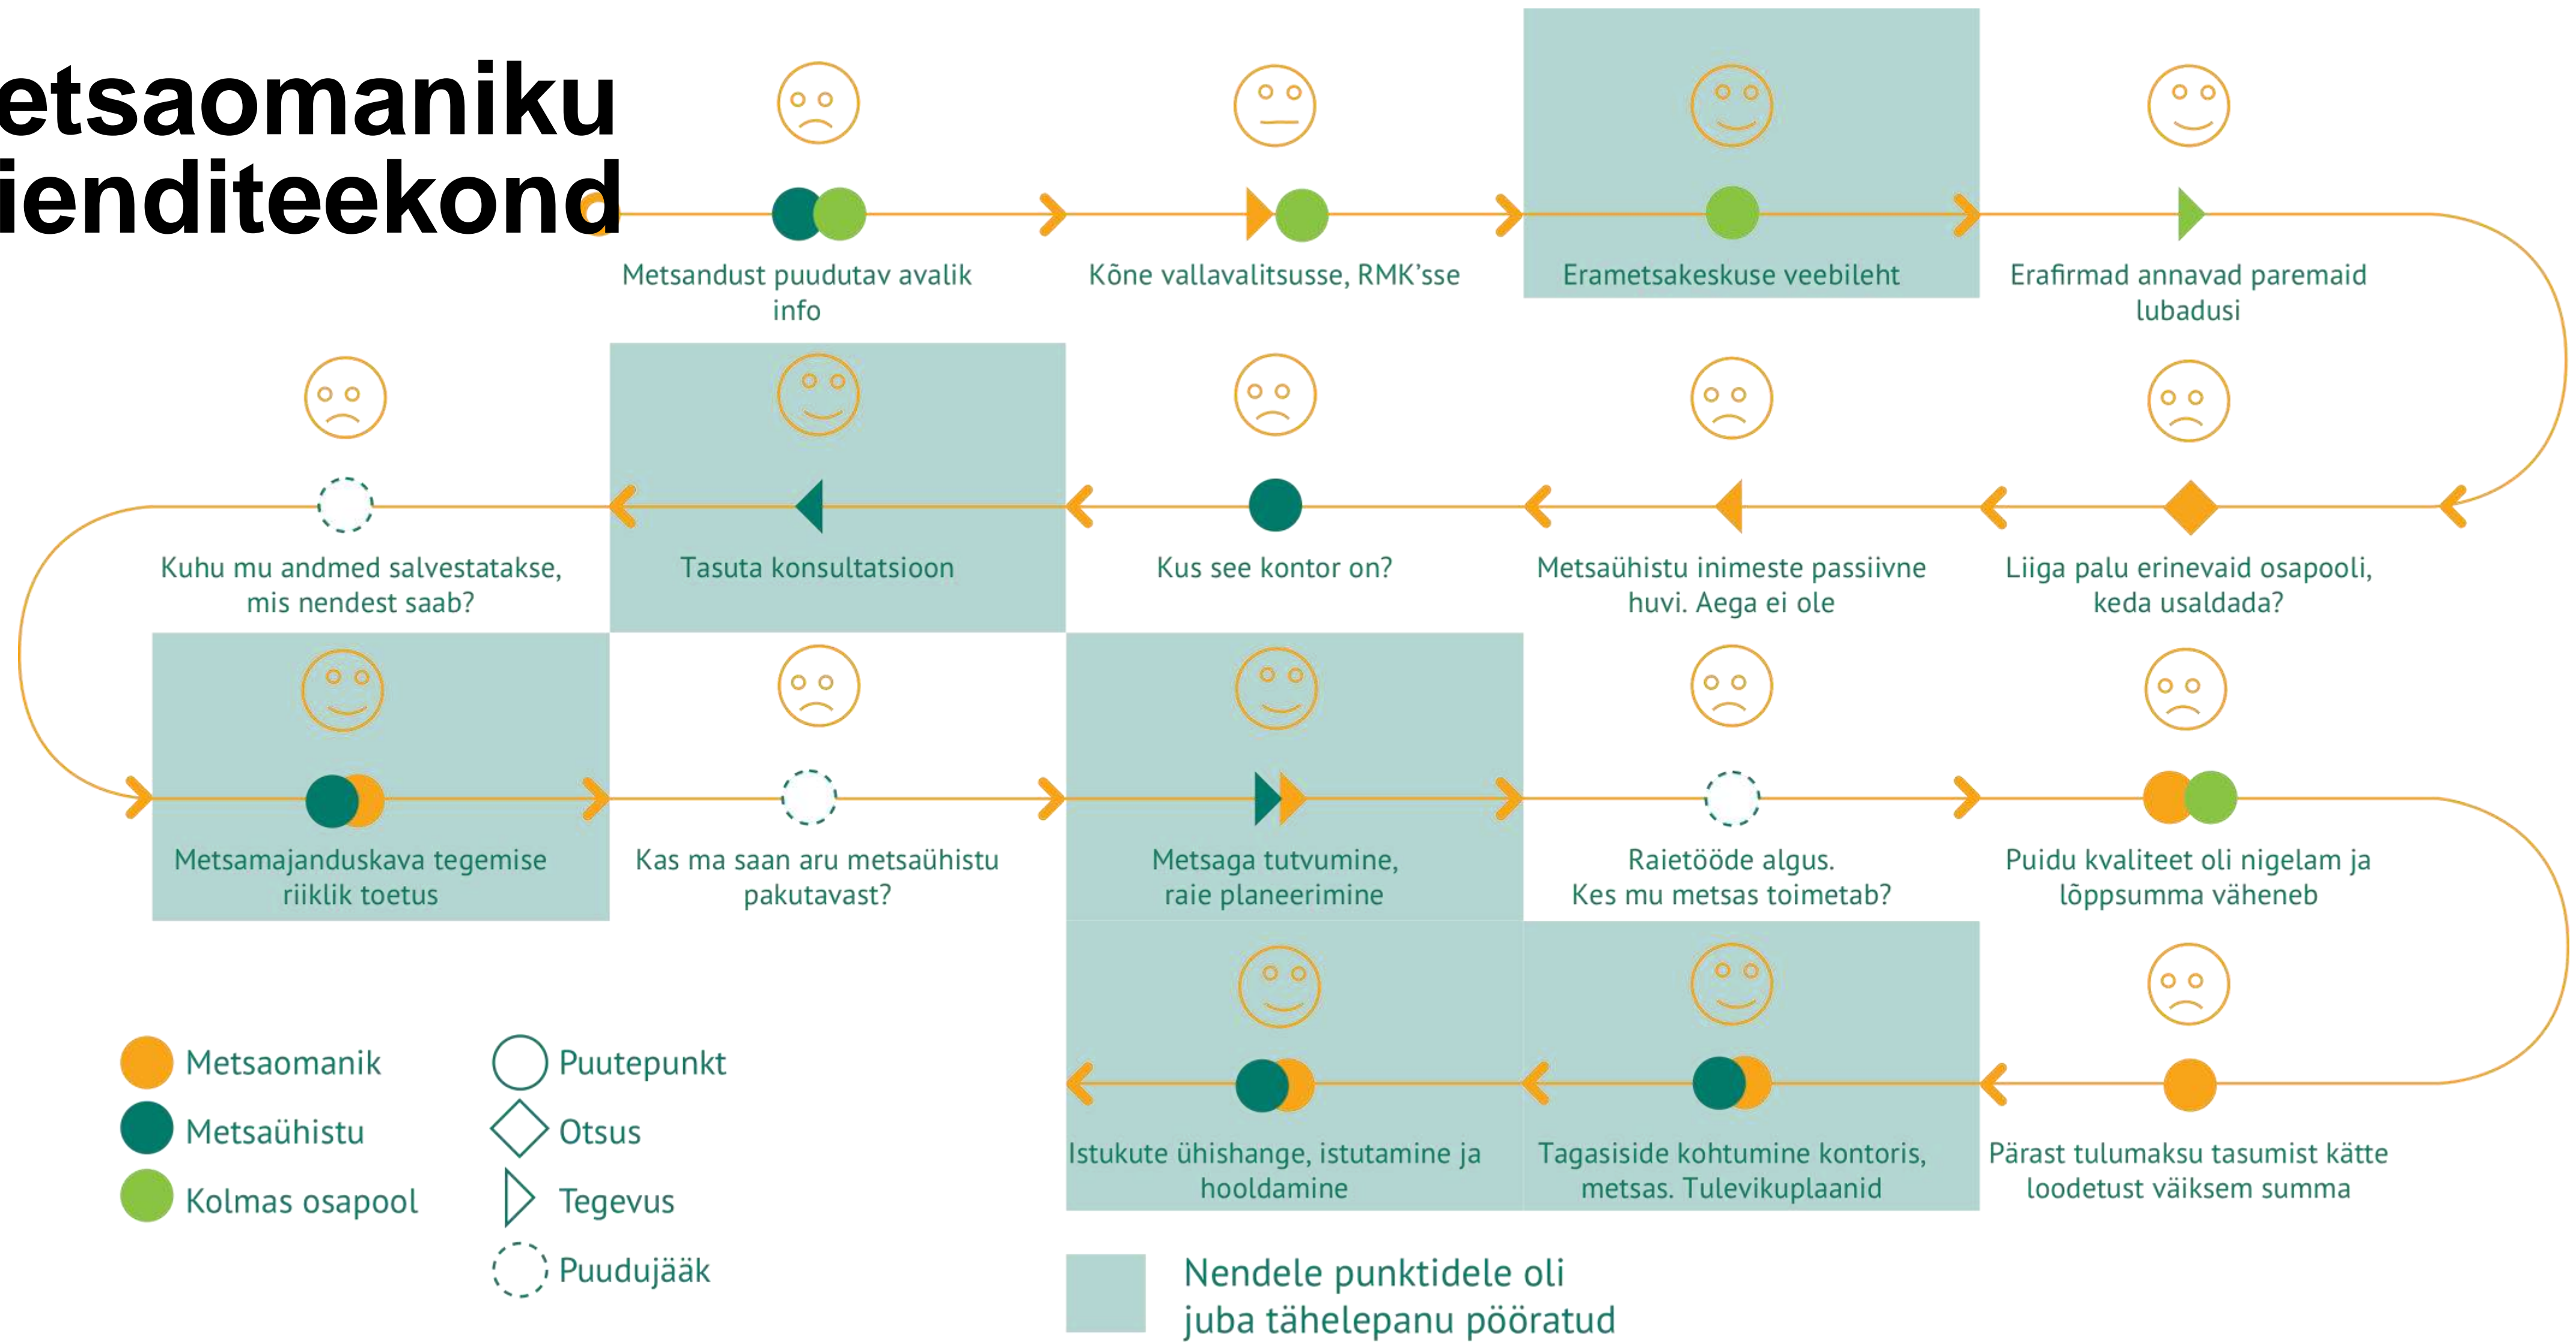 etsaomaniku
ienditeekond
Metsandust puudutav avalik
info
Kõne vallavalitsusse, RMK'sse
Erametsakeskuse veebileht
Erafirmad annavad paremaid
lubadusi
Kuhu mu andmed salvestatakse,
mis nendest saab?
Tasuta konsultatsioon
Kus see kontor on?
Metsaühistu inimeste passiivne
huvi. Aega ei ole
Liiga palu erinevaid osapooli,
keda usaldada?
Metsamajanduskava tegemise
riiklik toetus
Kas ma saan aru metsaühistu
pakutavast?
Metsaga tutvumine,
raie planeerimine
Raietööde algus.
Kes mu metsas toimetab?
Puidu kvaliteet oli nigelam ja
lõppsumma väheneb
Istukute ühishange, istutamine ja
hooldamine
Tagasiside kohtumine kontoris,
metsas. Tulevikuplaanid
Pärast tulumaksu tasumist kätte
loodetust väiksem summa
Metsaomanik
Metsaühistu
Kolmas osapool
Puutepunkt
Otsus
Tegevus
Puudujääk
Nendele punktidele oli
juba tähelepanu pööratud